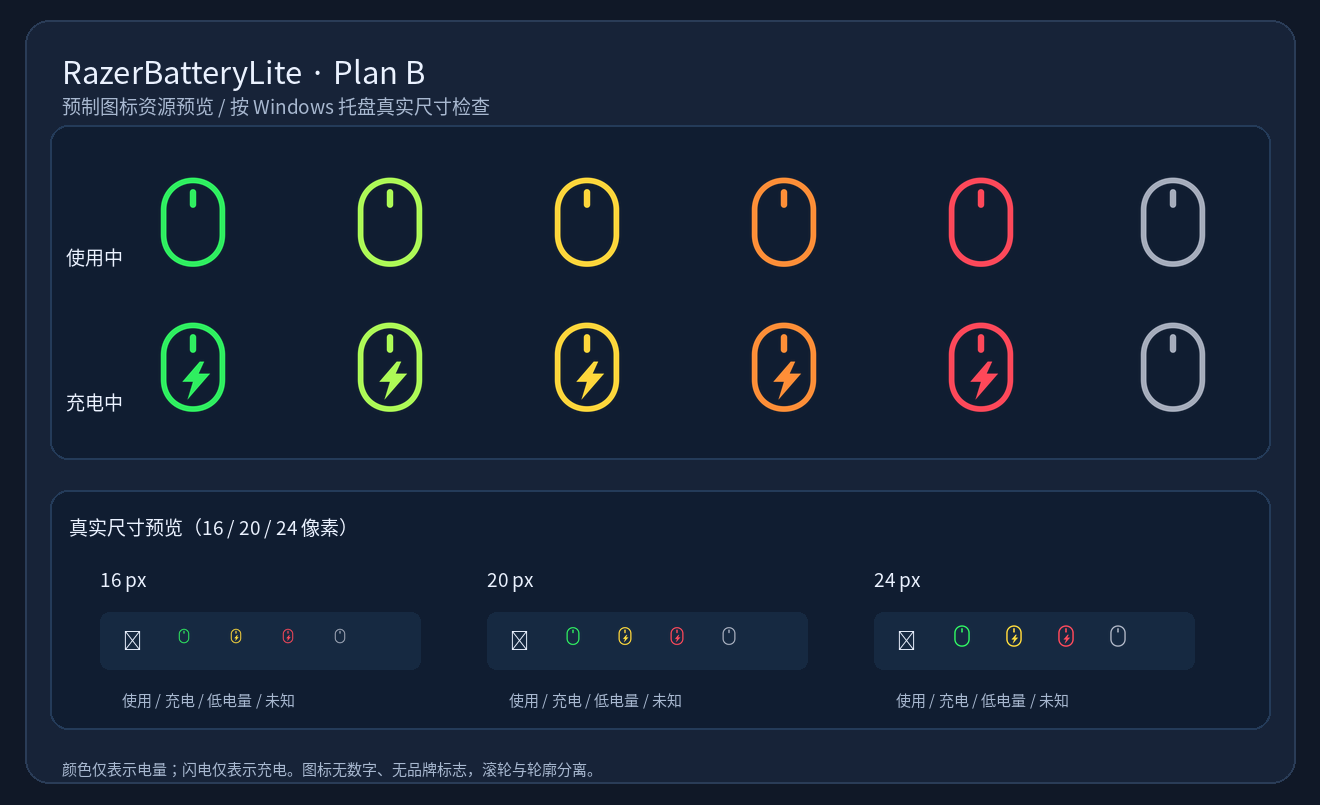 RazerBatteryLite · Plan B
预制图标资源预览 / 按 Windows 托盘真实尺寸检查
使用中
充电中
真实尺寸预览（16 / 20 / 24 像素）
16 px
20 px
24 px
使用 / 充电 / 低电量 / 未知
使用 / 充电 / 低电量 / 未知
使用 / 充电 / 低电量 / 未知
颜色仅表示电量；闪电仅表示充电。图标无数字、无品牌标志，滚轮与轮廓分离。